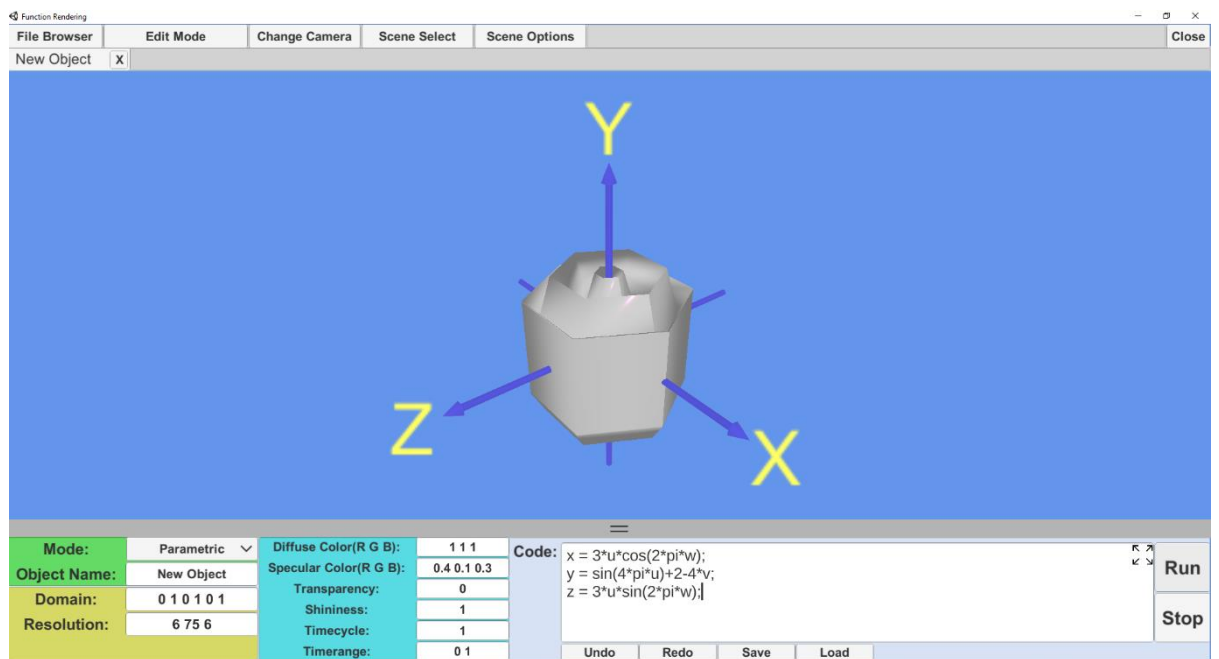 Function Rendering
File Browser Edit Mode Change Camera Scene Select Scene Options Close
New Object X
Y
Z
X
Mode: Parametric
Object Name: New Object
Domain: 0 1 0 1 0 1
Resolution: 6 75 6
Diffuse Color(R G B): 1 1 1
Specular Color(R G B): 0.4 0.1 0.3
Transparency: 0
Shininess: 1
Timecycle: 1
Timerange: 0 1
Code:
x = 3*u*cos(2*pi*w);
y = sin(4*pi*u)+2-4*v;
z = 3*u*sin(2*pi*w);
Run
Stop
Undo Redo Save Load